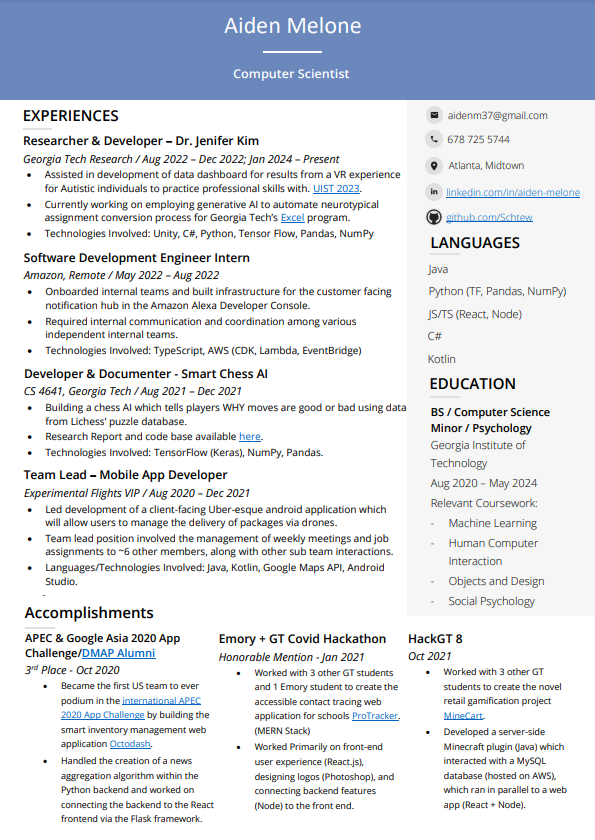 Aiden Melone
Computer Scientist
EXPERIENCES
Researcher & Developer – Dr. Jenifer Kim
Georgia Tech Research / Aug 2022 – Dec 2022; Jan 2024 – Present
• Assisted in development of data dashboard for results from a VR experience
for Autistic individuals to practice professional skills with. UIST 2023.
• Currently working on employing generative AI to automate neurotypical
assignment conversion process for Georgia Tech's Excel program.
• Technologies Involved: Unity, C#, Python, Tensor Flow, Pandas, NumPy
Software Development Engineer Intern
Amazon, Remote / May 2022 – Aug 2022
• Onboarded internal teams and built infrastructure for the customer facing
notification hub in the Amazon Alexa Developer Console.
• Required internal communication and coordination among various
independent internal teams.
• Technologies Involved: TypeScript, AWS (CDK, Lambda, EventBridge)
Developer & Documenter - Smart Chess AI
CS 4641, Georgia Tech / Aug 2021 – Dec 2021
• Building a chess AI which tells players WHY moves are good or bad using data
from Lichess' puzzle database.
• Research Report and code base available here.
• Technologies Involved: TensorFlow (Keras), NumPy, Pandas.
Team Lead – Mobile App Developer
Experimental Flights VIP / Aug 2020 – Dec 2021
• Led development of a client-facing Uber-esque android application which
will allow users to manage the delivery of packages via drones.
• Team lead position involved the management of weekly meetings and job
assignments to ~6 other members, along with other sub team interactions.
• Languages/Technologies Involved: Java, Kotlin, Google Maps API, Android
Studio.
-
aidenm37@gmail.com
678 725 5744
Atlanta, Midtown
in linkedin.com/in/aiden-melone
github.com/Schtew
LANGUAGES
Java
Python (TF, Pandas, NumPy)
JS/TS (React, Node)
C#
Kotlin
EDUCATION
BS / Computer Science
Minor / Psychology
Georgia Institute of
Technology
Aug 2020 – May 2024
Relevant Coursework:
- Machine Learning
- Human Computer
Interaction
- Objects and Design
- Social Psychology
Accomplishments
APEC & Google Asia 2020 App
Challenge/DMAP Alumni
3rd Place - Oct 2020
• Became the first US team to ever
podium in the international APEC
2020 App Challenge by building the
smart inventory management web
application Octodash.
• Handled the creation of a news
aggregation algorithm within the
Python backend and worked on
connecting the backend to the React
frontend via the Flask framework.
Emory + GT Covid Hackathon
Honorable Mention - Jan 2021
• Worked with 3 other GT students
and 1 Emory student to create the
accessible contact tracing web
application for schools ProTracker.
(MERN Stack)
• Worked Primarily on front-end
user experience (React.js),
designing logos (Photoshop), and
connecting backend features
(Node) to the front end.
HackGT 8
Oct 2021
• Worked with 3 other GT
students to create the novel
retail gamification project
MineCart.
• Developed a server-side
Minecraft plugin (Java) which
interacted with a MySQL
database (hosted on AWS),
which ran in parallel to a web
app (React + Node).